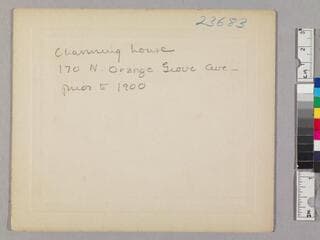 23683
Channing house
170 N. Orange Grove Ave -
prior to 1900